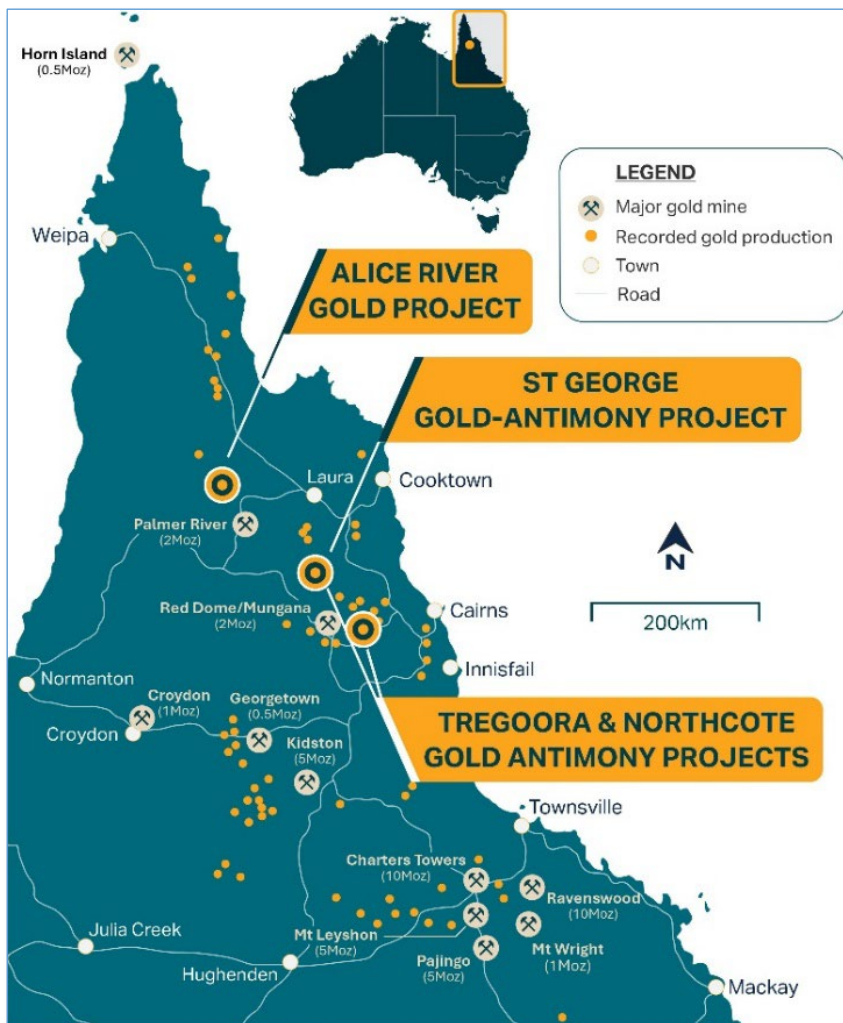 Horn Island
(0.5Moz)
LEGEND
Major gold mine
Recorded gold production
Town
Road
Weipa
ALICE RIVER
GOLD PROJECT
ST GEORGE
GOLD-ANTIMONY PROJECT
Laura
Cooktown
Palmer River
(2Moz)
N
200km
Red Dome/Mungana
(2Moz)
Cairns
Innisfail
Normanton
Croydon
(1Moz)
Georgetown
(0.5Moz)
Croydon
Kidston
(5Moz)
TREGOORA & NORTHCOTE
GOLD ANTIMONY PROJECTS
Townsville
Charters Towers
(10Moz)
Ravenswood
(10Moz)
Mt Leyshon
(5Moz)
Mt Wright
(1Moz)
Pajingo
(5Moz)
Julia Creek
Hughenden
Mackay